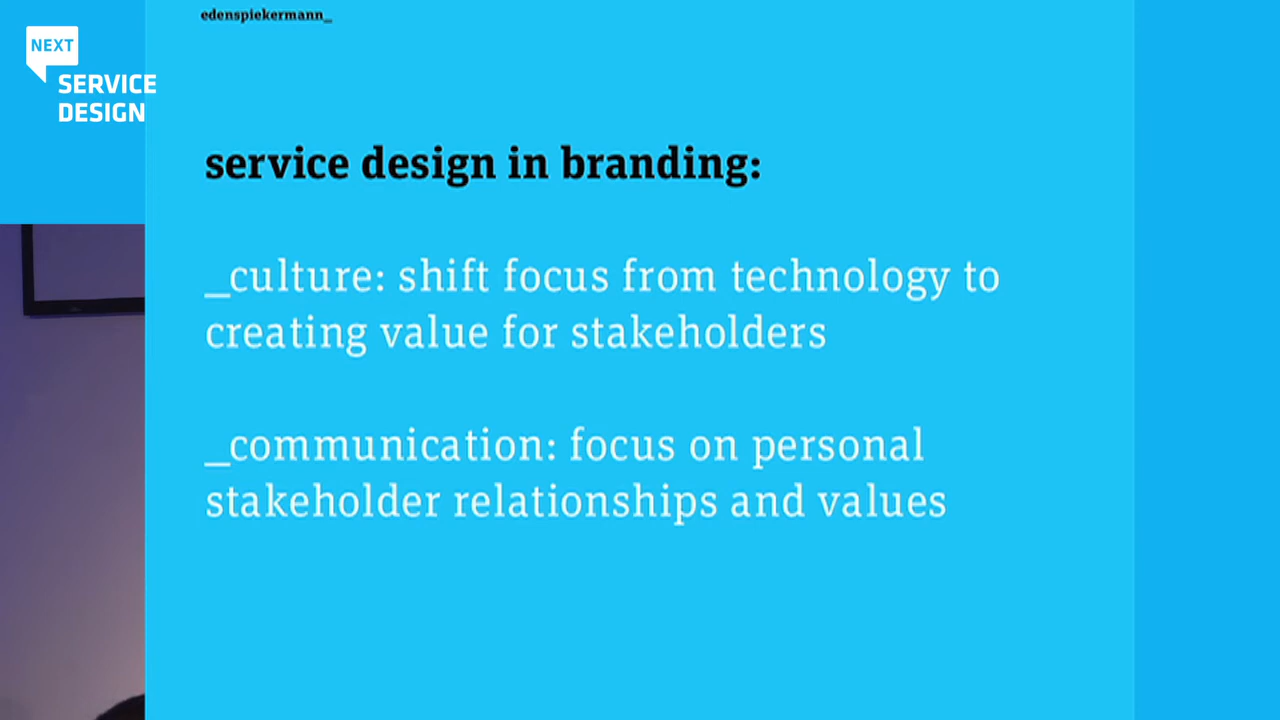 edenspiekermann_
NEXT
SERVICE
DESIGN
service design in branding:
_culture: shift focus from technology to
creating value for stakeholders
_communication: focus on personal
stakeholder relationships and values